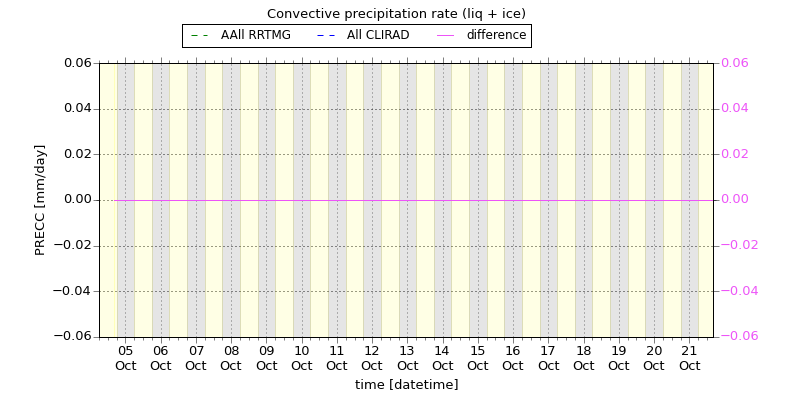 Convective precipitation rate (liq + ice)
AAll RRTMG All CLIRAD difference
0.06 0.06
0.04 0.04
0.02 0.02
0.00 0.00
−0.02 −0.02
−0.04 −0.04
−0.06 −0.06
PRECC [mm/day]
05 06 07 08 09 10 11 12 13 14 15 16 17 18 19 20 21
Oct Oct Oct Oct Oct Oct Oct Oct Oct Oct Oct Oct Oct Oct Oct Oct Oct
time [datetime]